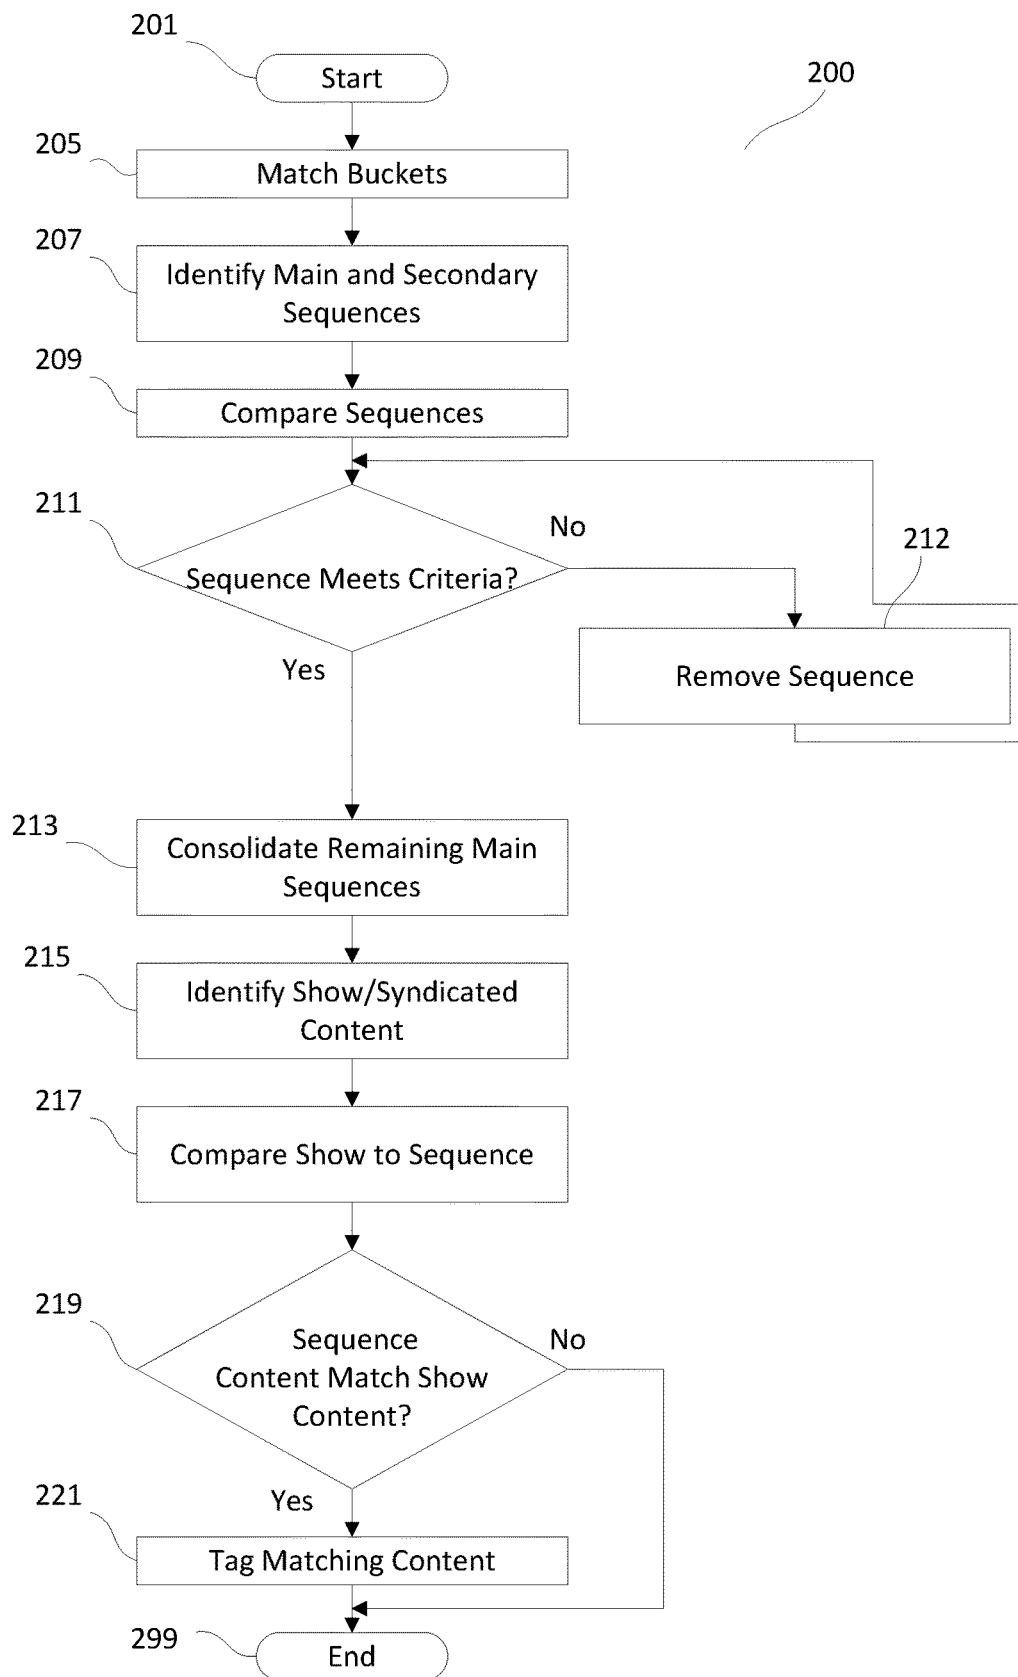 201
Start
200
205
Match Buckets
207
Identify Main and Secondary
Sequences
209
Compare Sequences
211
No
212
Sequence Meets Criteria?
Yes
Remove Sequence
213
Consolidate Remaining Main
Sequences
215
Identify Show/Syndicated
Content
217
Compare Show to Sequence
219
Sequence
No
Content Match Show
Content?
221
Yes
Tag Matching Content
299
End